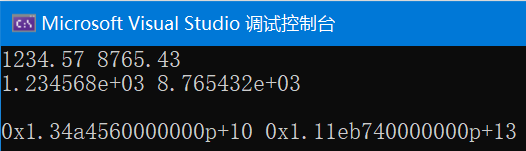 Microsoft Visual Studio 调试控制台
1234.57 8765.43
1.234568e+03 8.765432e+03
0x1.34a4560000000p+10 0x1.11eb740000000p+13